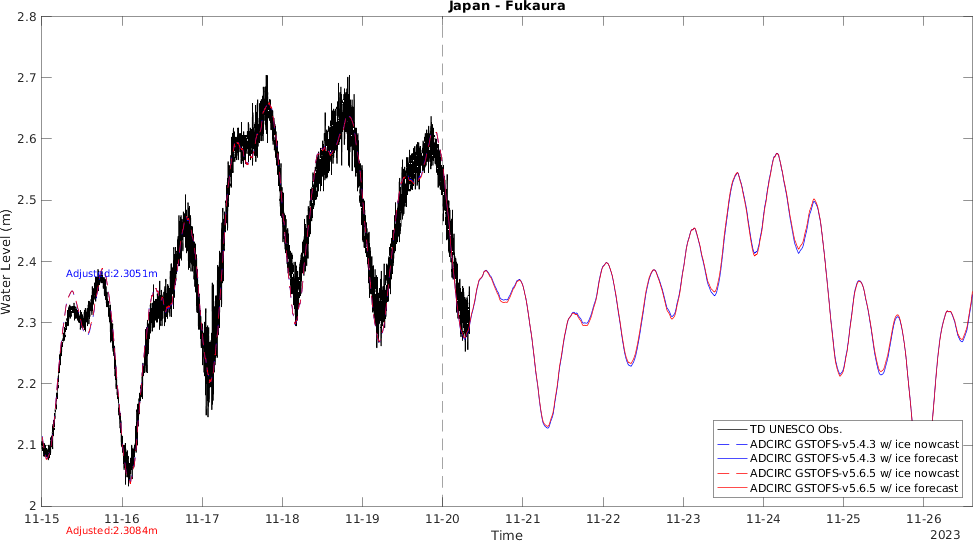 Japan - Fukaura
2.8
2.7
2.6
2.5
2.4
2.3
2.2
2.1
2
Water Level (m)
Adjusted:2.3051m
Adjusted:2.3084m
TD UNESCO Obs.
ADCIRC GSTOFS-v5.4.3 w/ ice nowcast
ADCIRC GSTOFS-v5.4.3 w/ ice forecast
ADCIRC GSTOFS-v5.6.5 w/ ice nowcast
ADCIRC GSTOFS-v5.6.5 w/ ice forecast
11-15 11-16 11-17 11-18 11-19 11-20 11-21 11-22 11-23 11-24 11-25 11-26
Time
2023